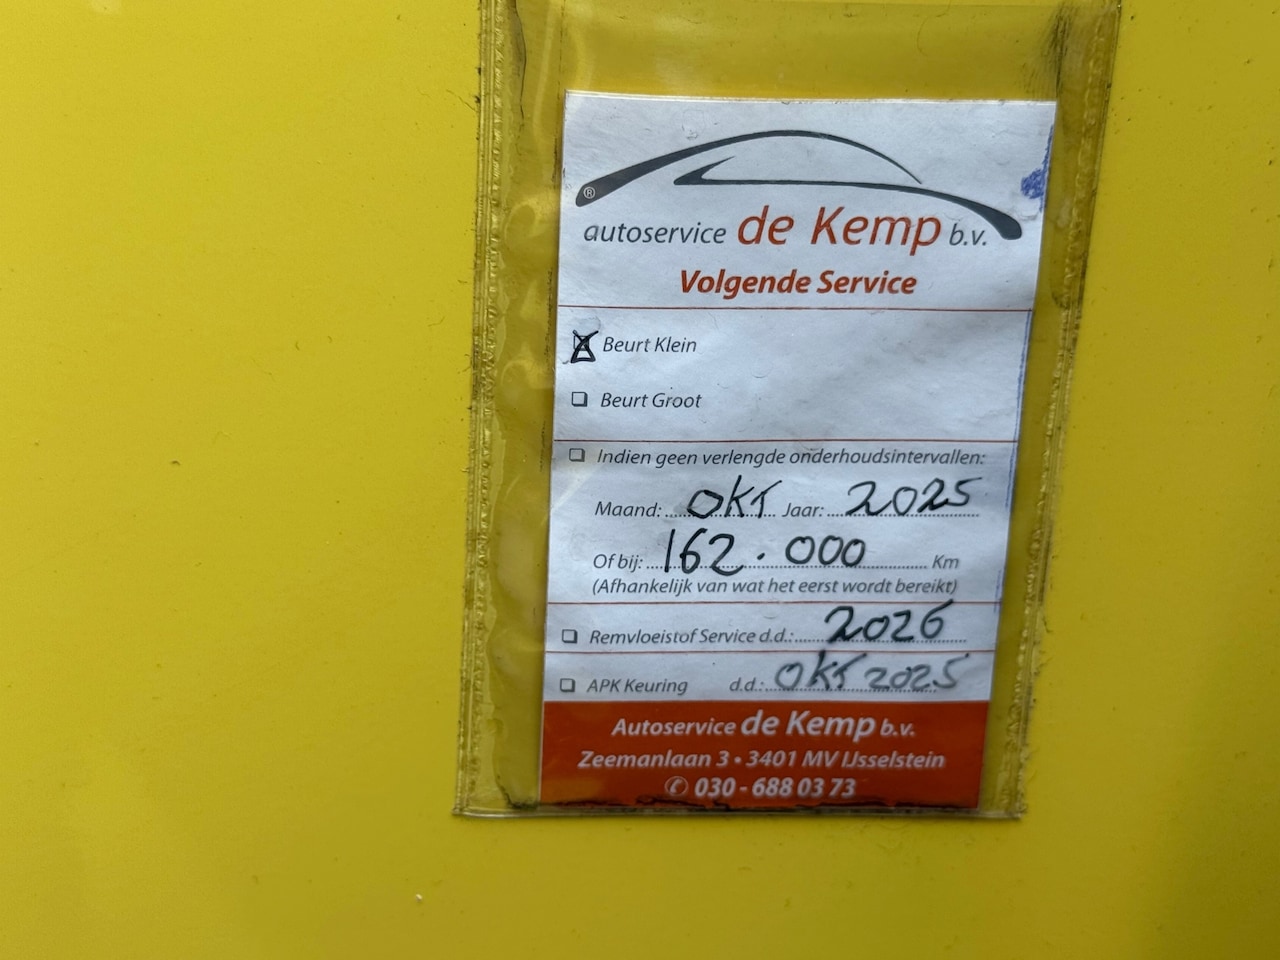 ®
autoservice de Kemp b.v.
Volgende Service
Beurt Klein
Beurt Groot
Indien geen verlengde onderhoudsintervallen:
Maand: OKT Jaar: 2025
Of bij: 162.000 Km
(Afhankelijk van wat het eerst wordt bereikt)
Remvloeistof Service d.d.: 2026
APK Keuring d.d.: OKT 2025
Autoservice de Kemp b.v.
Zeemanlaan 3 • 3401 MV IJsselstein
✆ 030 - 688 03 73